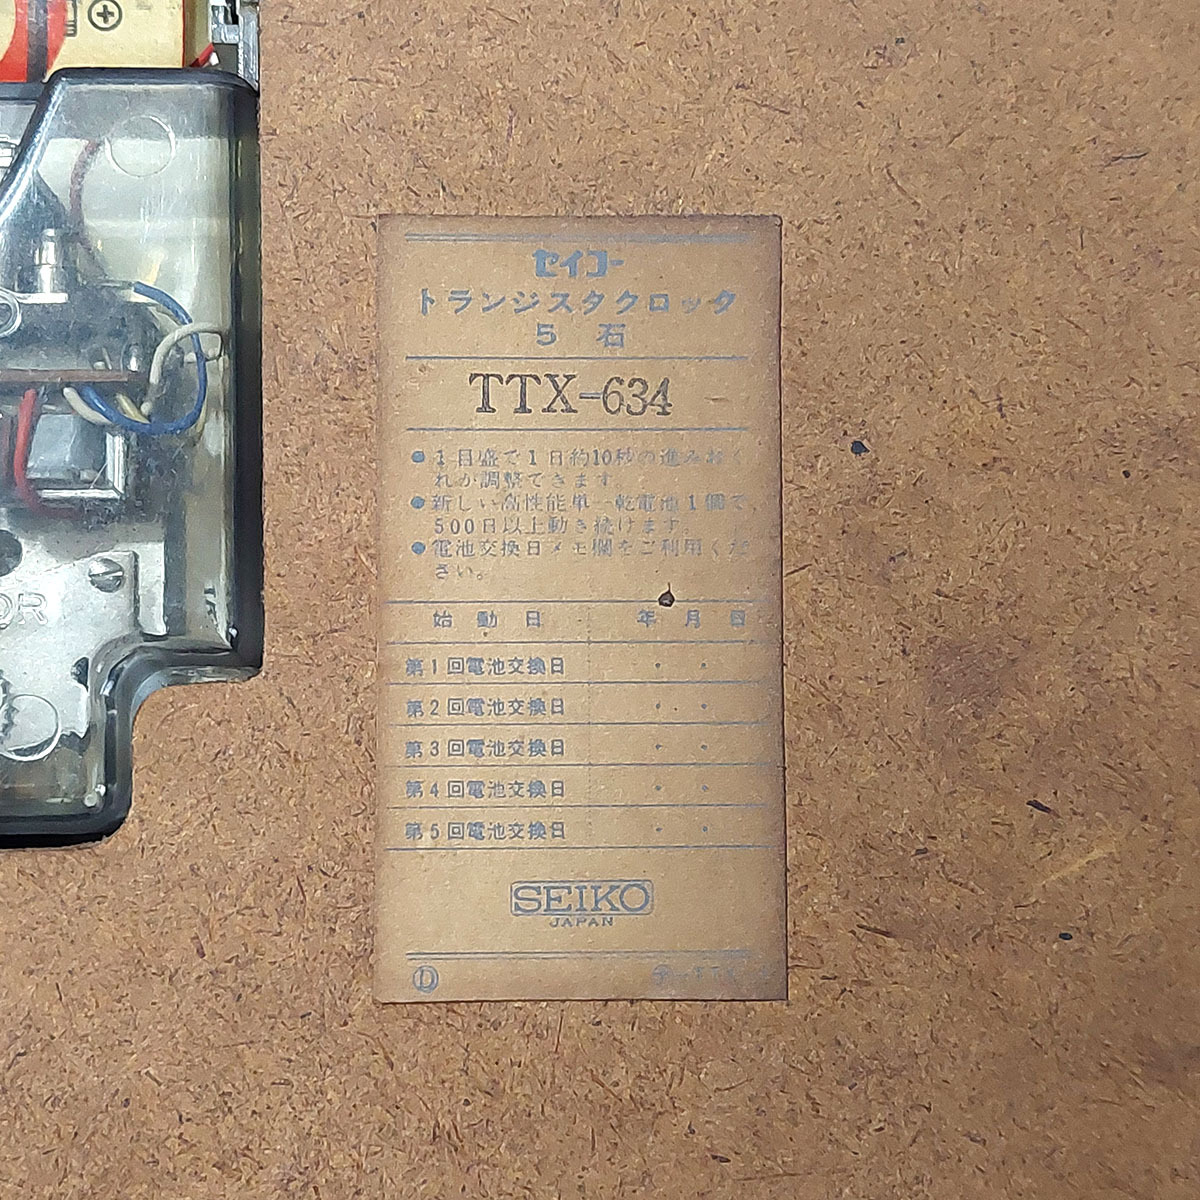 セイコー
トランジスタクロック
5 石
TTX-634
● 1目盛で1日約10秒の進みおく
れが調整できます。
● 新しい高性能単一乾電池1個で、
500日以上動き続けます。
● 電池交換日メモ欄をご利用くだ
さい。
始 動 日 年 月 日
第1回電池交換日 ・ ・
第2回電池交換日 ・ ・
第3回電池交換日 ・ ・
第4回電池交換日 ・ ・
第5回電池交換日 ・ ・
SEIKO
JAPAN
D
OR